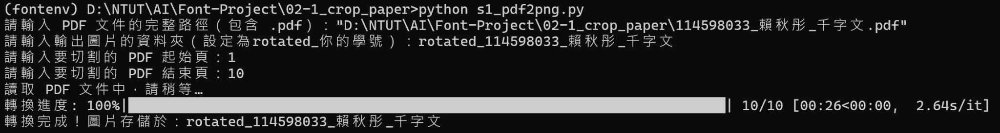 (fontenv) D:\NTUT\AI\Font-Project\02-1_crop_paper>python s1_pdf2png.py
請輸入 PDF 文件的完整路徑（包含 .pdf）："D:\NTUT\AI\Font-Project\02-1_crop_paper\114598033_賴秋彤_千字文.pdf"
請輸入輸出圖片的資料夾（設定為rotated_你的學號）：rotated_114598033_賴秋彤_千字文
請輸入要切割的 PDF 起始頁：1
請輸入要切割的 PDF 結束頁：10
讀取 PDF 文件中，請稍等…
轉換進度: 100%|██████████| 10/10 [00:26<00:00,  2.64s/it]
轉換完成！圖片存儲於：rotated_114598033_賴秋彤_千字文